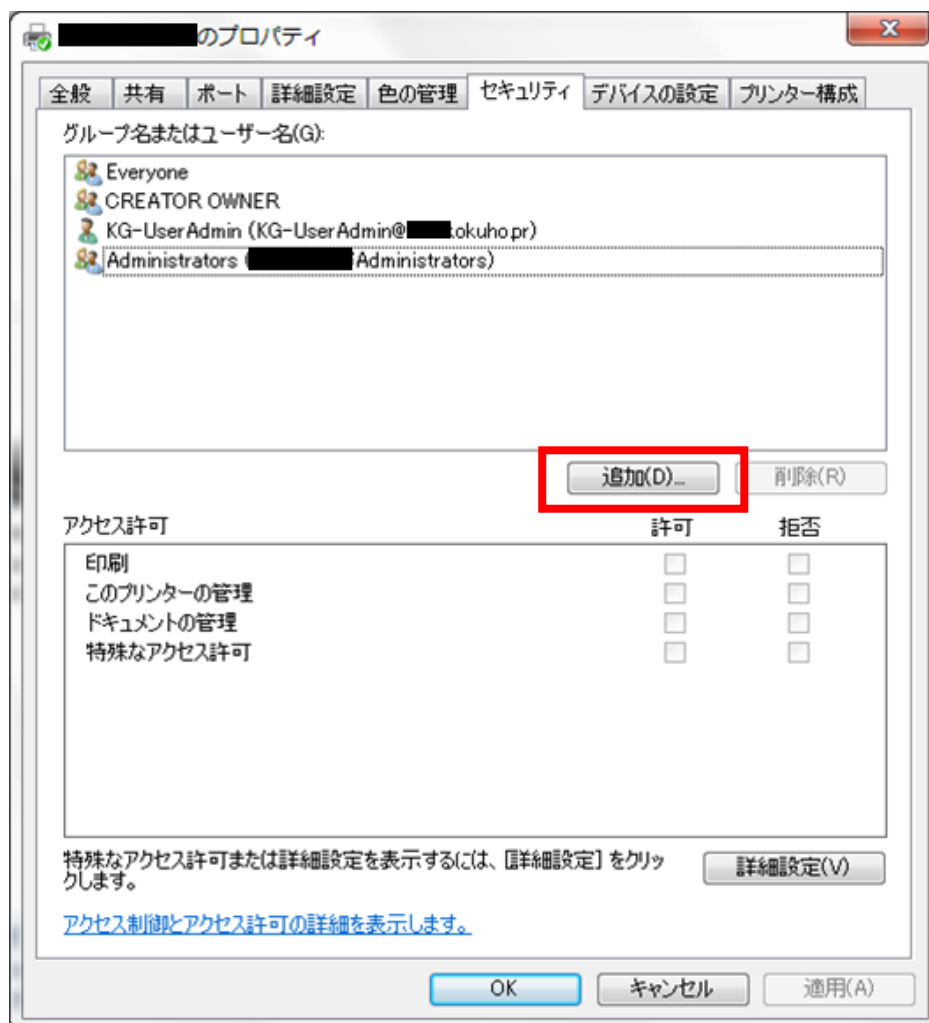 のプロパティ
全般 共有 ポート 詳細設定 色の管理 セキュリティ デバイスの設定 プリンター構成
グループ名またはユーザー名(G):
Everyone
CREATOR OWNER
KG-UserAdmin (KG-UserAdmin@ okuho.pr)
Administrators ( Administrators)
追加(D)... 削除(R)
アクセス許可 許可 拒否
印刷
このプリンターの管理
ドキュメントの管理
特殊なアクセス許可
特殊なアクセス許可または詳細設定を表示するには、[詳細設定] をクリッ
クします。
詳細設定(V)
アクセス制御とアクセス許可の詳細を表示します。
OK キャンセル 適用(A)